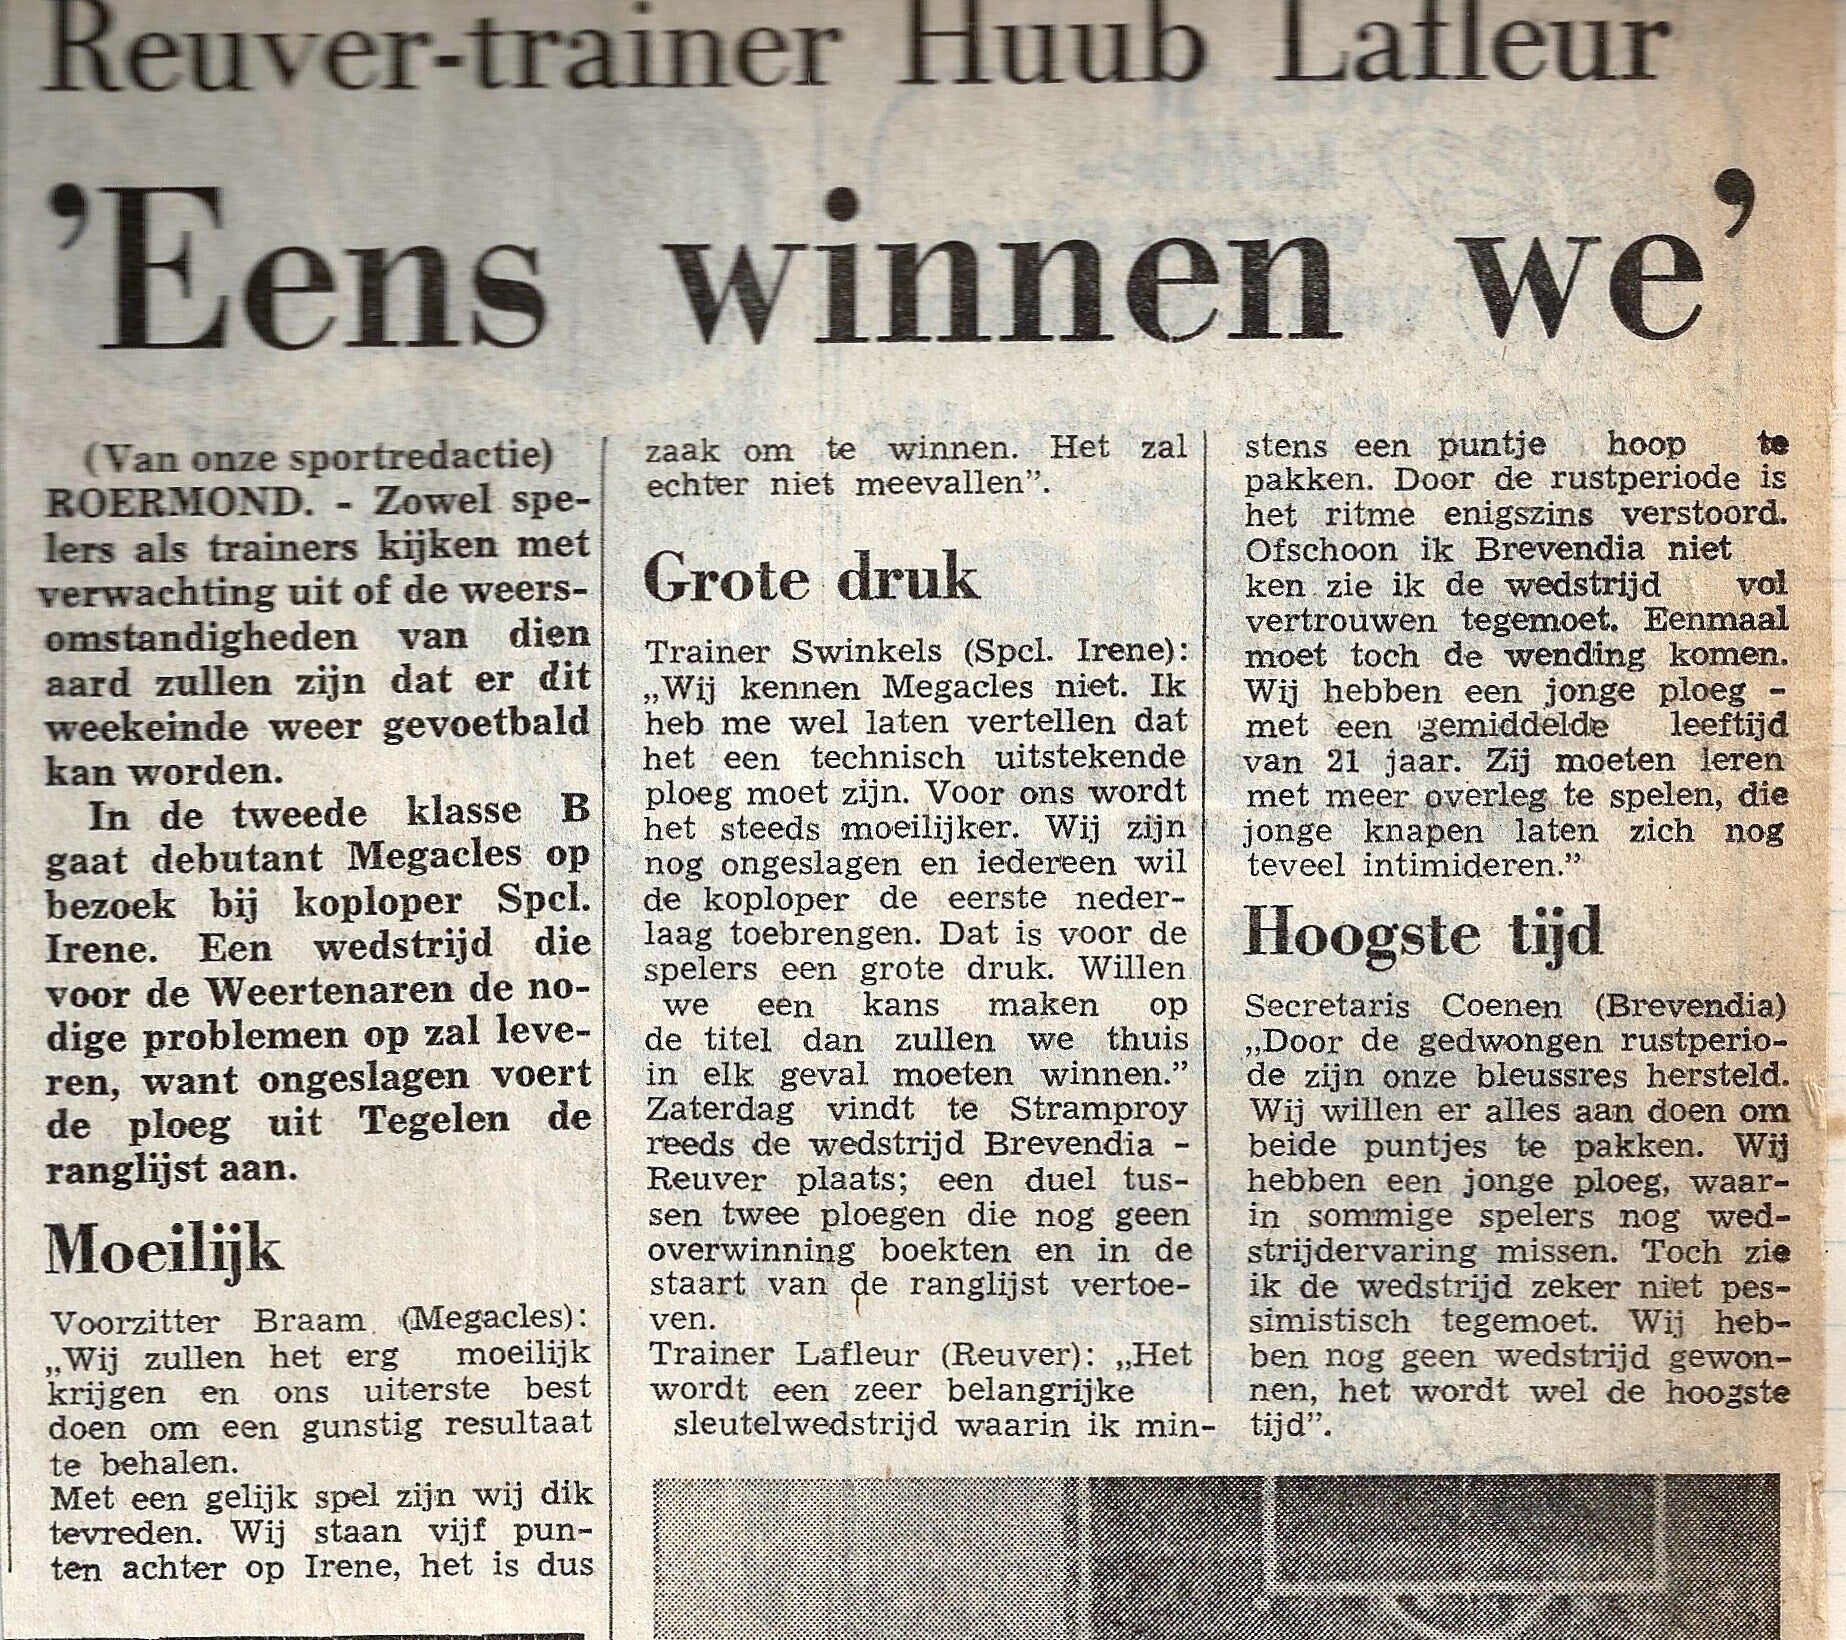 Reuver-trainer Huub Lafleur
'Eens winnen we'
(Van onze sportredactie)
ROERMOND. - Zowel spe-
lers als trainers kijken met
verwachting uit of de weers-
omstandigheden van dien
aard zullen zijn dat er dit
weekeinde weer gevoetbald
kan worden.
In de tweede klasse B
gaat debutant Megacles op
bezoek bij koploper Spcl.
Irene. Een wedstrijd die
voor de Weertenaren de no-
dige problemen op zal leve-
ren, want ongeslagen voert
de ploeg uit Tegelen de
ranglijst aan.
Moeilijk
Voorzitter Braam (Megacles):
„Wij zullen het erg moeilijk
krijgen en ons uiterste best
doen om een gunstig resultaat
te behalen.
Met een gelijk spel zijn wij dik
tevreden. Wij staan vijf pun-
ten achter op Irene, het is dus
zaak om te winnen. Het zal
echter niet meevallen”.
Grote druk
Trainer Swinkels (Spcl. Irene):
„Wij kennen Megacles niet. Ik
heb me wel laten vertellen dat
het een technisch uitstekende
ploeg moet zijn. Voor ons wordt
het steeds moeilijker. Wij zijn
nog ongeslagen en iedereen wil
de koploper de eerste neder-
laag toebrengen. Dat is voor de
spelers een grote druk. Willen
we een kans maken op
de titel dan zullen we thuis
in elk geval moeten winnen.”
Zaterdag vindt te Stramproy
reeds de wedstrijd Brevendia -
Reuver plaats; een duel tus-
sen twee ploegen die nog geen
overwinning boekten en in de
staart van de ranglijst vertoe-
ven.
Trainer Lafleur (Reuver): „Het
wordt een zeer belangrijke
sleutelwedstrijd waarin ik min-
stens een puntje hoop te
pakken. Door de rustperiode is
het ritme enigszins verstoord.
Ofschoon ik Brevendia niet
ken zie ik de wedstrijd vol
vertrouwen tegemoet. Eenmaal
moet toch de wending komen.
Wij hebben een jonge ploeg -
met een gemiddelde leeftijd
van 21 jaar. Zij moeten leren
met meer overleg te spelen, die
jonge knapen laten zich nog
teveel intimideren.”
Hoogste tijd
Secretaris Coenen (Brevendia)
„Door de gedwongen rustperio-
de zijn onze bleussres hersteld.
Wij willen er alles aan doen om
beide puntjes te pakken. Wij
hebben een jonge ploeg, waar-
in sommige spelers nog wed-
strijdervaring missen. Toch zie
ik de wedstrijd zeker niet pes-
simistisch tegemoet. Wij heb-
ben nog geen wedstrijd gewon-
nen, het wordt wel de hoogste
tijd”.